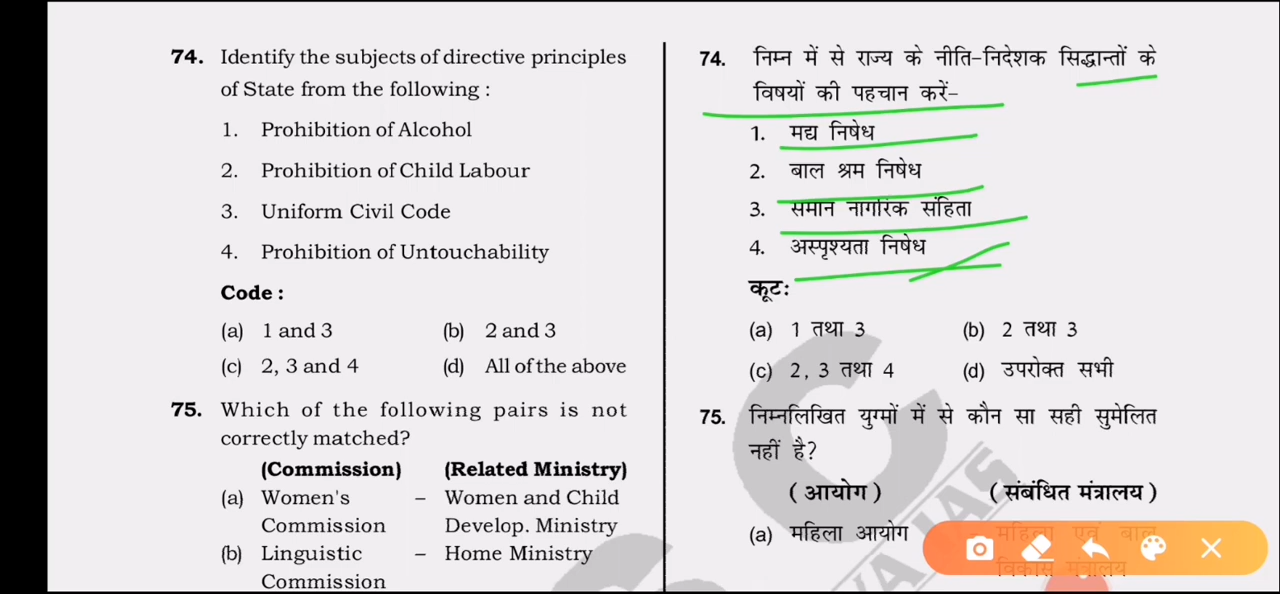 74. Identify the subjects of directive principles
of State from the following :
1. Prohibition of Alcohol
2. Prohibition of Child Labour
3. Uniform Civil Code
4. Prohibition of Untouchability
Code :
(a) 1 and 3 (b) 2 and 3
(c) 2, 3 and 4 (d) All of the above
75. Which of the following pairs is not
correctly matched?
(Commission) (Related Ministry)
(a) Women's – Women and Child
Commission Develop. Ministry
(b) Linguistic – Home Ministry
Commission
74. निम्न में से राज्य के नीति-निदेशक सिद्धान्तों के
विषयों की पहचान करें-
1. मद्य निषेध
2. बाल श्रम निषेध
3. समान नागरिक संहिता
4. अस्पृश्यता निषेध
कूटः
(a) 1 तथा 3 (b) 2 तथा 3
(c) 2, 3 तथा 4 (d) उपरोक्त सभी
75. निम्नलिखित युग्मों में से कौन सा सही सुमेलित
नहीं है?
(आयोग) (संबंधित मंत्रालय)
(a) महिला आयोग महिला एवं बाल
विकास मंत्रालय